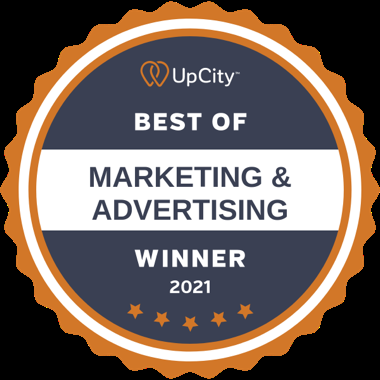 UpCity™
BEST OF
MARKETING &
ADVERTISING
WINNER
2021